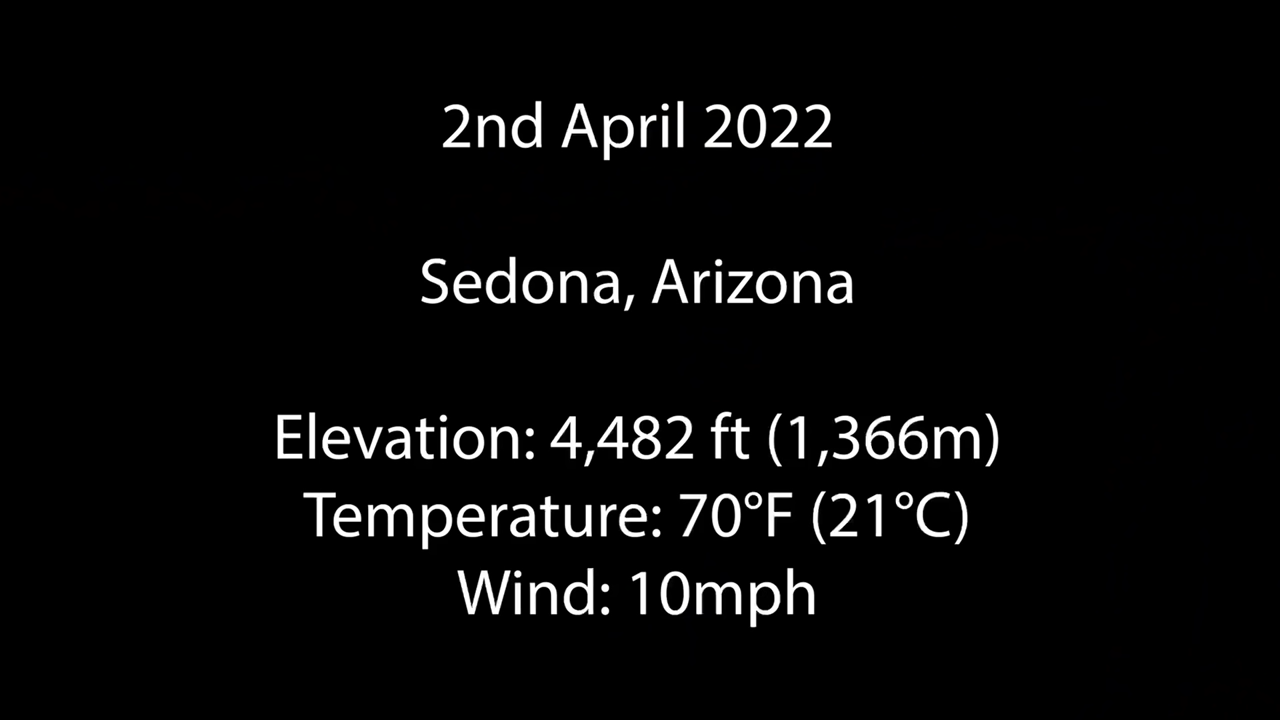 2nd April 2022
Sedona, Arizona
Elevation: 4,482 ft (1,366m)
Temperature: 70°F (21°C)
Wind: 10mph